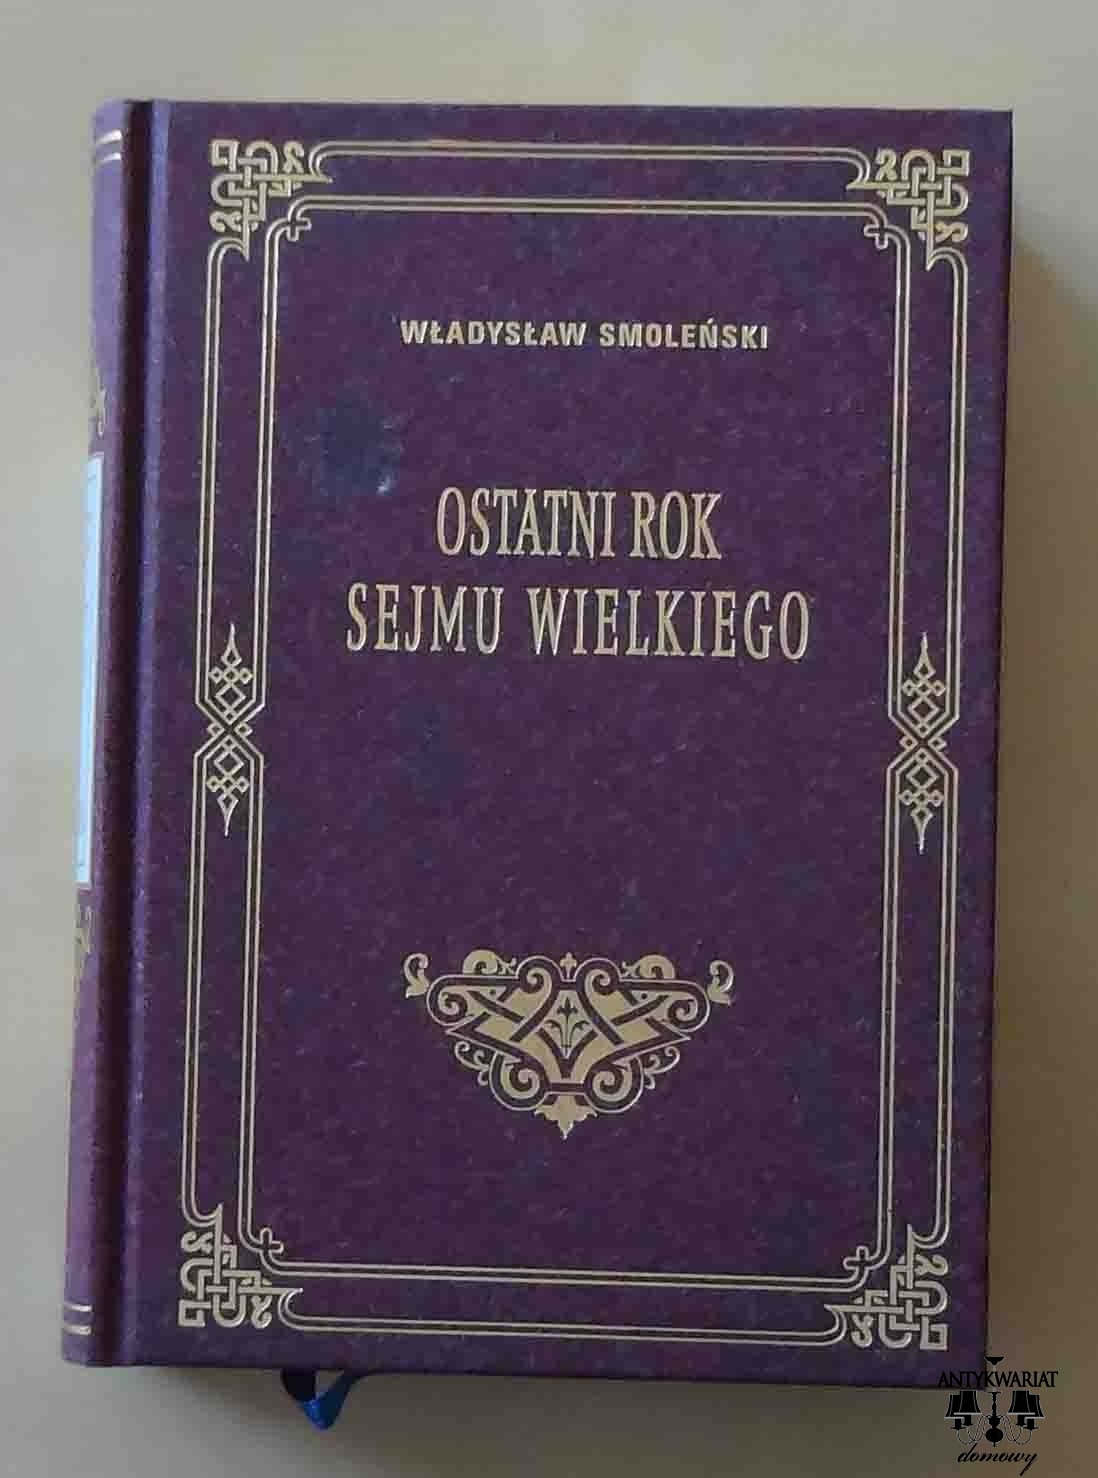 WŁADYSŁAW SMOLEŃSKI
OSTATNI ROK
SEJMU WIELKIEGO
ANTYKWARIAT
domowy